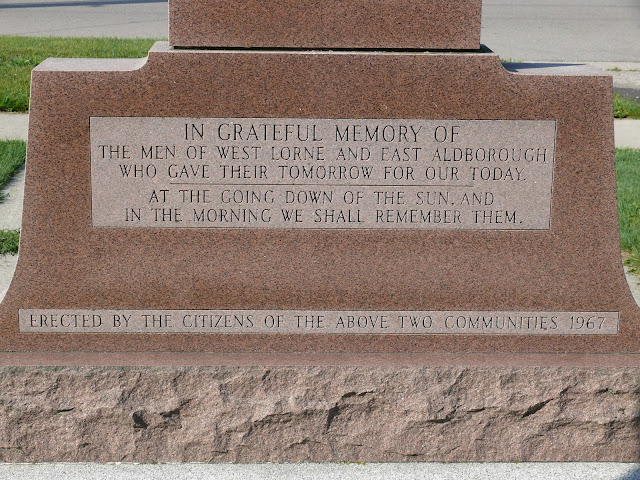 IN GRATEFUL MEMORY OF
THE MEN OF WEST LORNE AND EAST ALDBOROUGH
WHO GAVE THEIR TOMORROW FOR OUR TODAY.
AT THE GOING DOWN OF THE SUN, AND
IN THE MORNING WE SHALL REMEMBER THEM.
ERECTED BY THE CITIZENS OF THE ABOVE TWO COMMUNITIES 1967